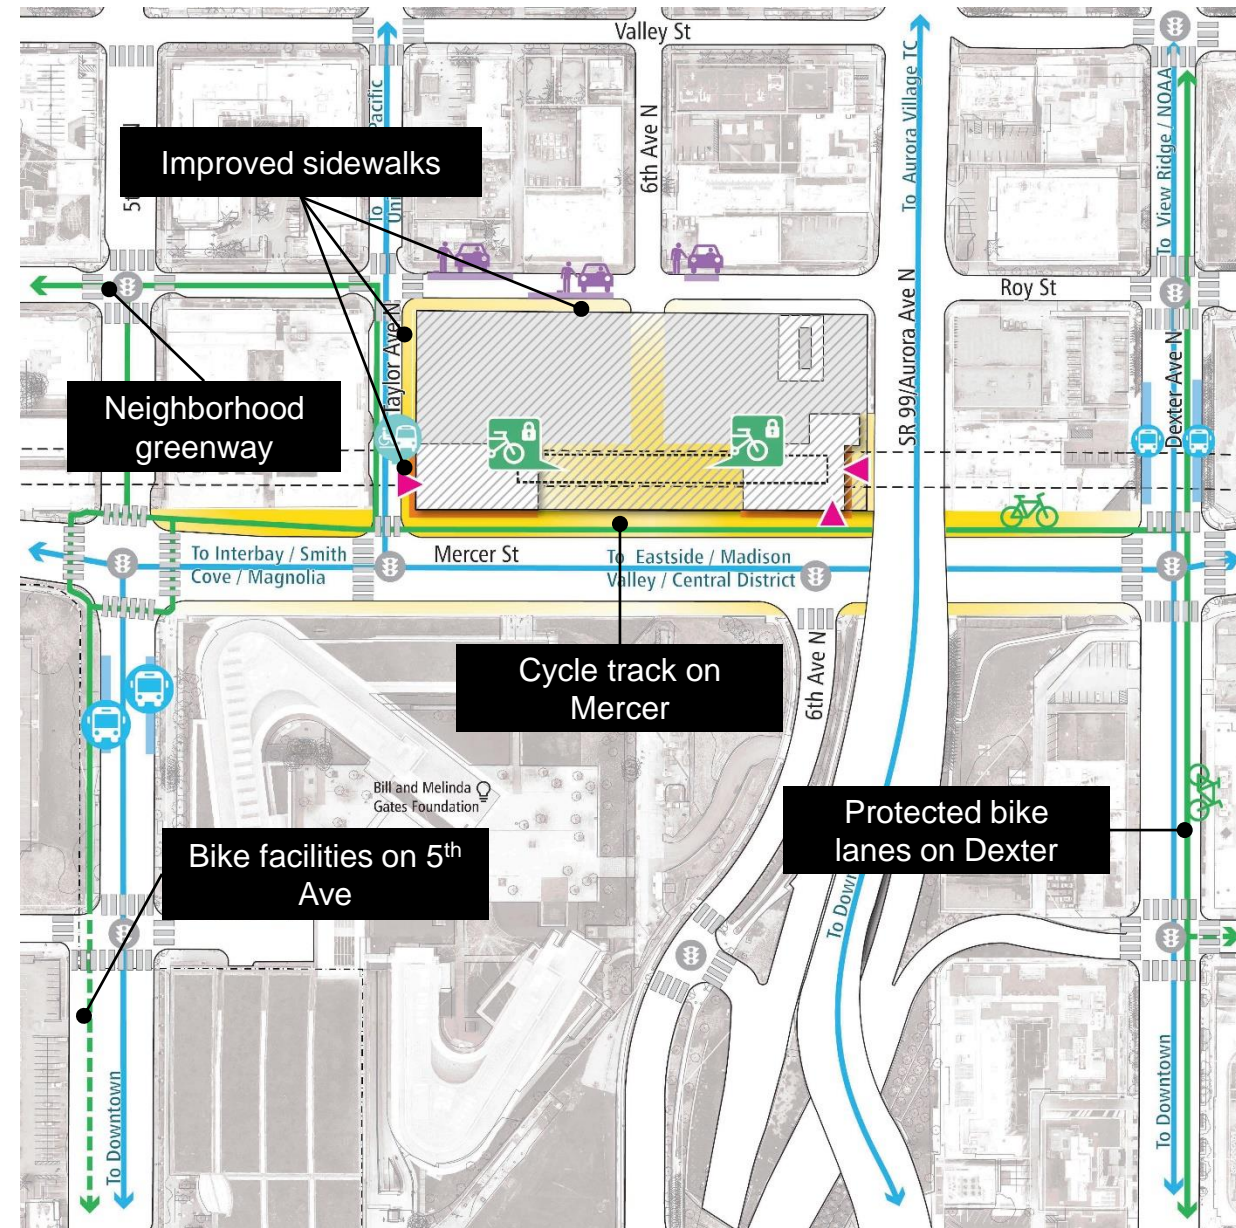 Valley St
6th Ave N
To Aurora Village TC
To View Ridge / NOAA
Pacific
Improved sidewalks
To
Roy St
Taylor Ave N
SR 99/Aurora Ave N
Dexter Ave N
Neighborhood
greenway
To Interbay / Smith
Cove / Magnolia
Mercer St
To Eastside / Madison
Valley / Central District
Cycle track on
Mercer
6th Ave N
Bill and Melinda
Gates Foundation
Protected bike
lanes on Dexter
Bike facilities on 5th
Ave
To Downtown
To Downtown